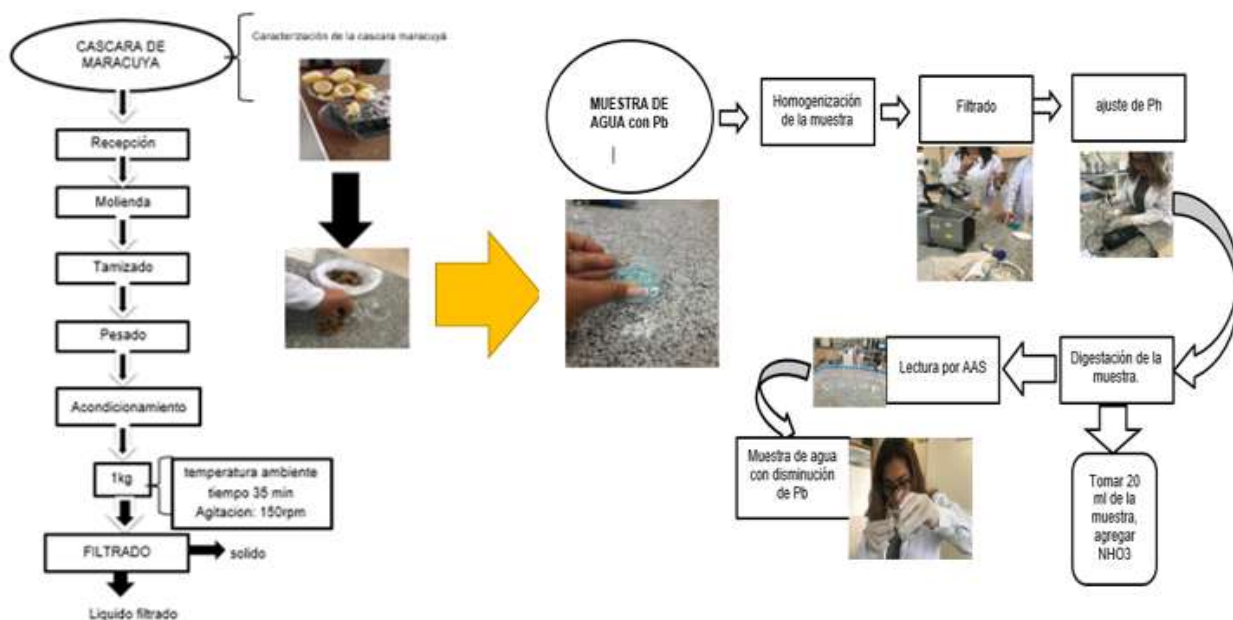 CASCARA DE
MARACUYA
Caracterización de la cascara maracuyá
Recepción
Molienda
Tamizado
Pesado
Acondicionamiento
1kg
temperatura ambiente
tiempo 35 min
Agitacion: 150rpm
FILTRADO
solido
Liquido filtrado
MUESTRA DE
AGUA con Pb
Homogenización
de la muestra
Filtrado
ajuste de Ph
Digestación de la
muestra.
Lectura por AAS
Muestra de agua
con disminución
de Pb
Tomar 20
ml de la
muestra,
agregar
NHO3